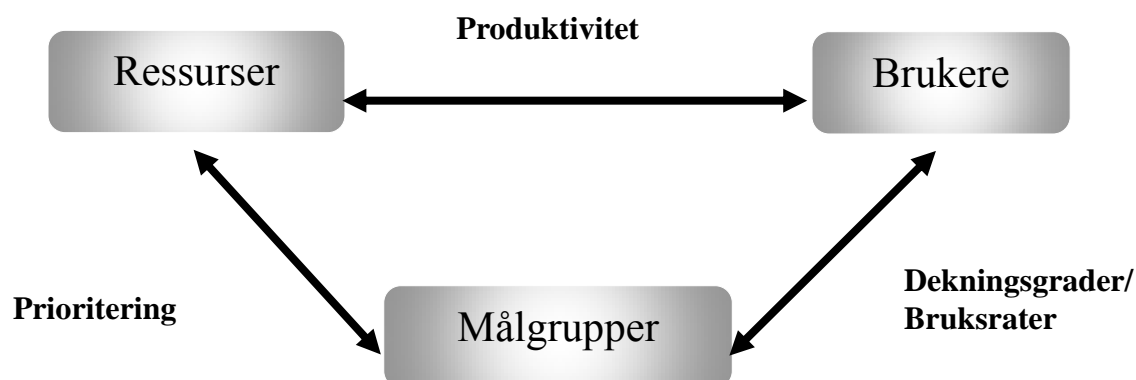 Produktivitet
Ressurser
Brukere
Prioritering
Dekningsgrader/
Bruksrater
Målgrupper